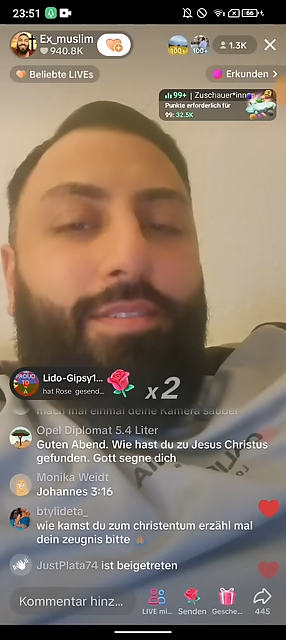 23:51
86
Ex_muslim
940.8K
100+ 100+
1.3K
Beliebte LIVEs
Erkunden
99+ | Zuschauer*inne
Punkte erforderlich für
99: 32.5K
Lido-Gipsy1...
hat Rose gesend...
x2
mach mal einmal deine Kamera sauber
Opel Diplomat 5.4 Liter
Guten Abend. Wie hast du zu Jesus Christus
gefunden. Gott segne dich
Monika Weidt
Johannes 3:16
btylideta_
wie kamst du zum christentum erzähl mal
dein zeugnis bitte
JustPlata74 ist beigetreten
Kommentar hinz...
LIVE mi...
Senden
Gesche...
445